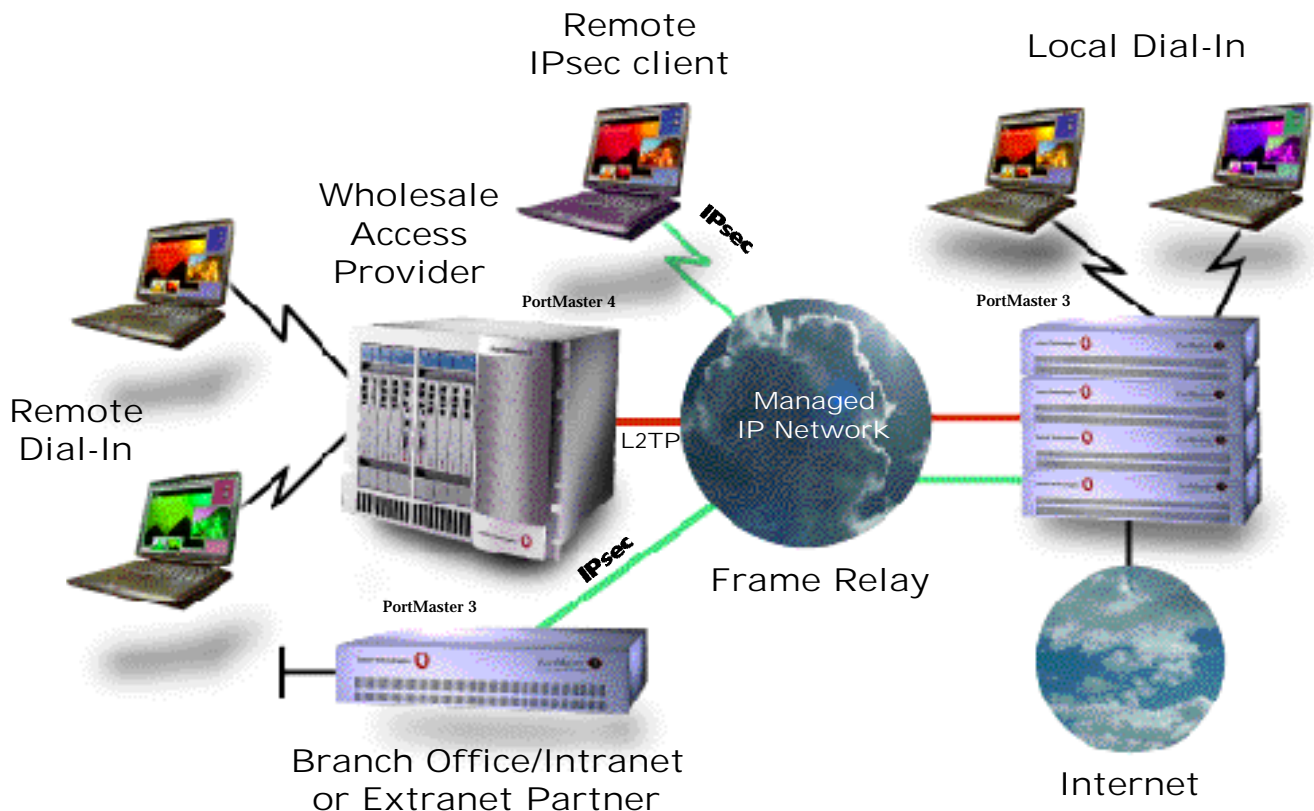 Remote
IPsec client
Local Dial-In
Wholesale
Access
Provider
IPsec
PortMaster 4
PortMaster 3
Remote
Dial-In
Managed
IP Network
L2TP
IPsec
Frame Relay
PortMaster 3
Branch Office/Intranet
or Extranet Partner
Internet